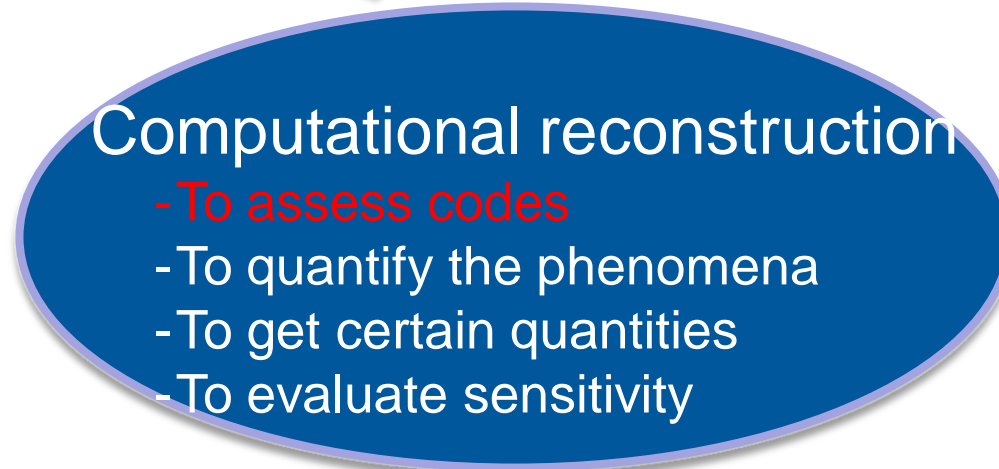 Computational reconstruction
-To assess codes
-To quantify the phenomena
-To get certain quantities
-To evaluate sensitivity